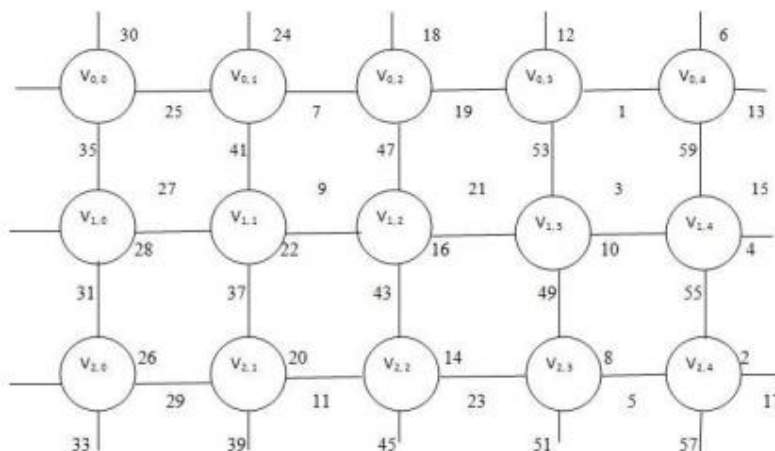 30 24 18 12 6
V0,0 V0,1 V0,2 V0,3 V0,4
25 7 19 1 13
35 41 47 53 59
27 9 21 3 15
V1,0 V1,1 V1,2 V1,3 V1,4
28 22 16 10 4
31 37 43 49 55
26 20 14 8 2
V2,0 V2,1 V2,2 V2,3 V2,4
29 11 23 5 17
33 39 45 51 57